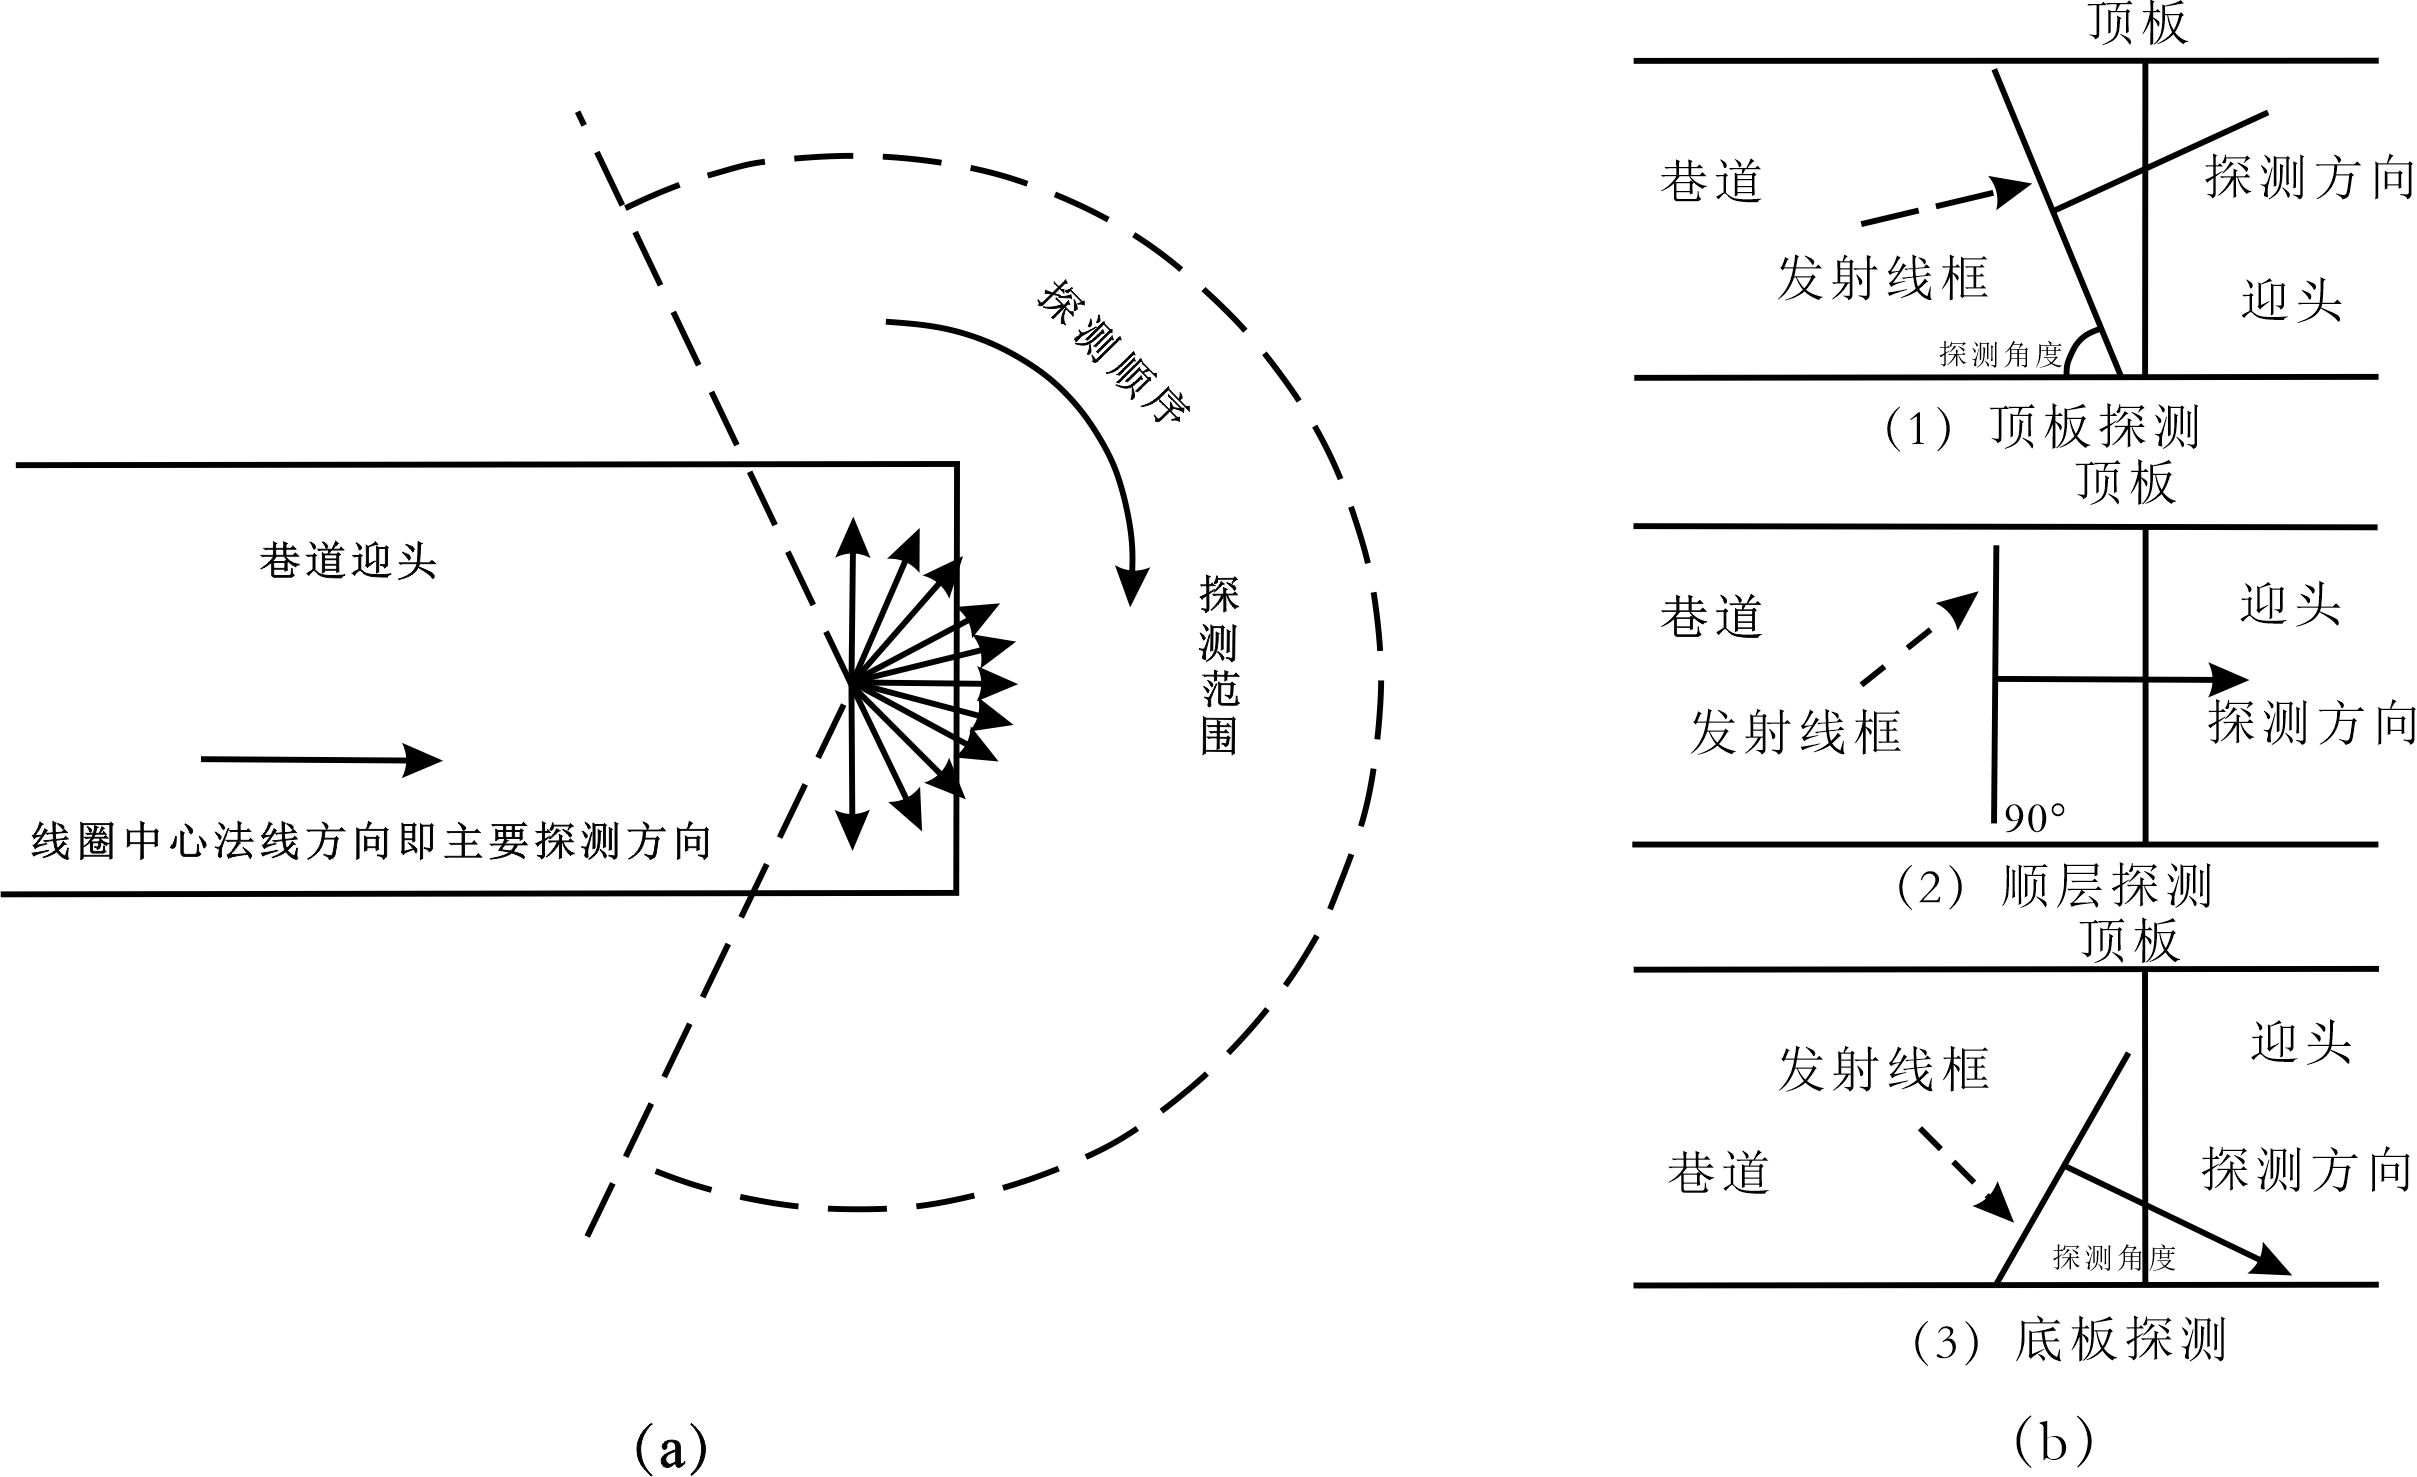 探测顺序
巷道迎头
探测范围
线圈中心法线方向即主要探测方向
(a)
顶板
巷道
探测方向
发射线框
迎头
探测角度
(1) 顶板探测
顶板
巷道
迎头
发射线框
探测方向
90°
(2) 顺层探测
顶板
发射线框
迎头
巷道
探测方向
探测角度
(3) 底板探测
(b)